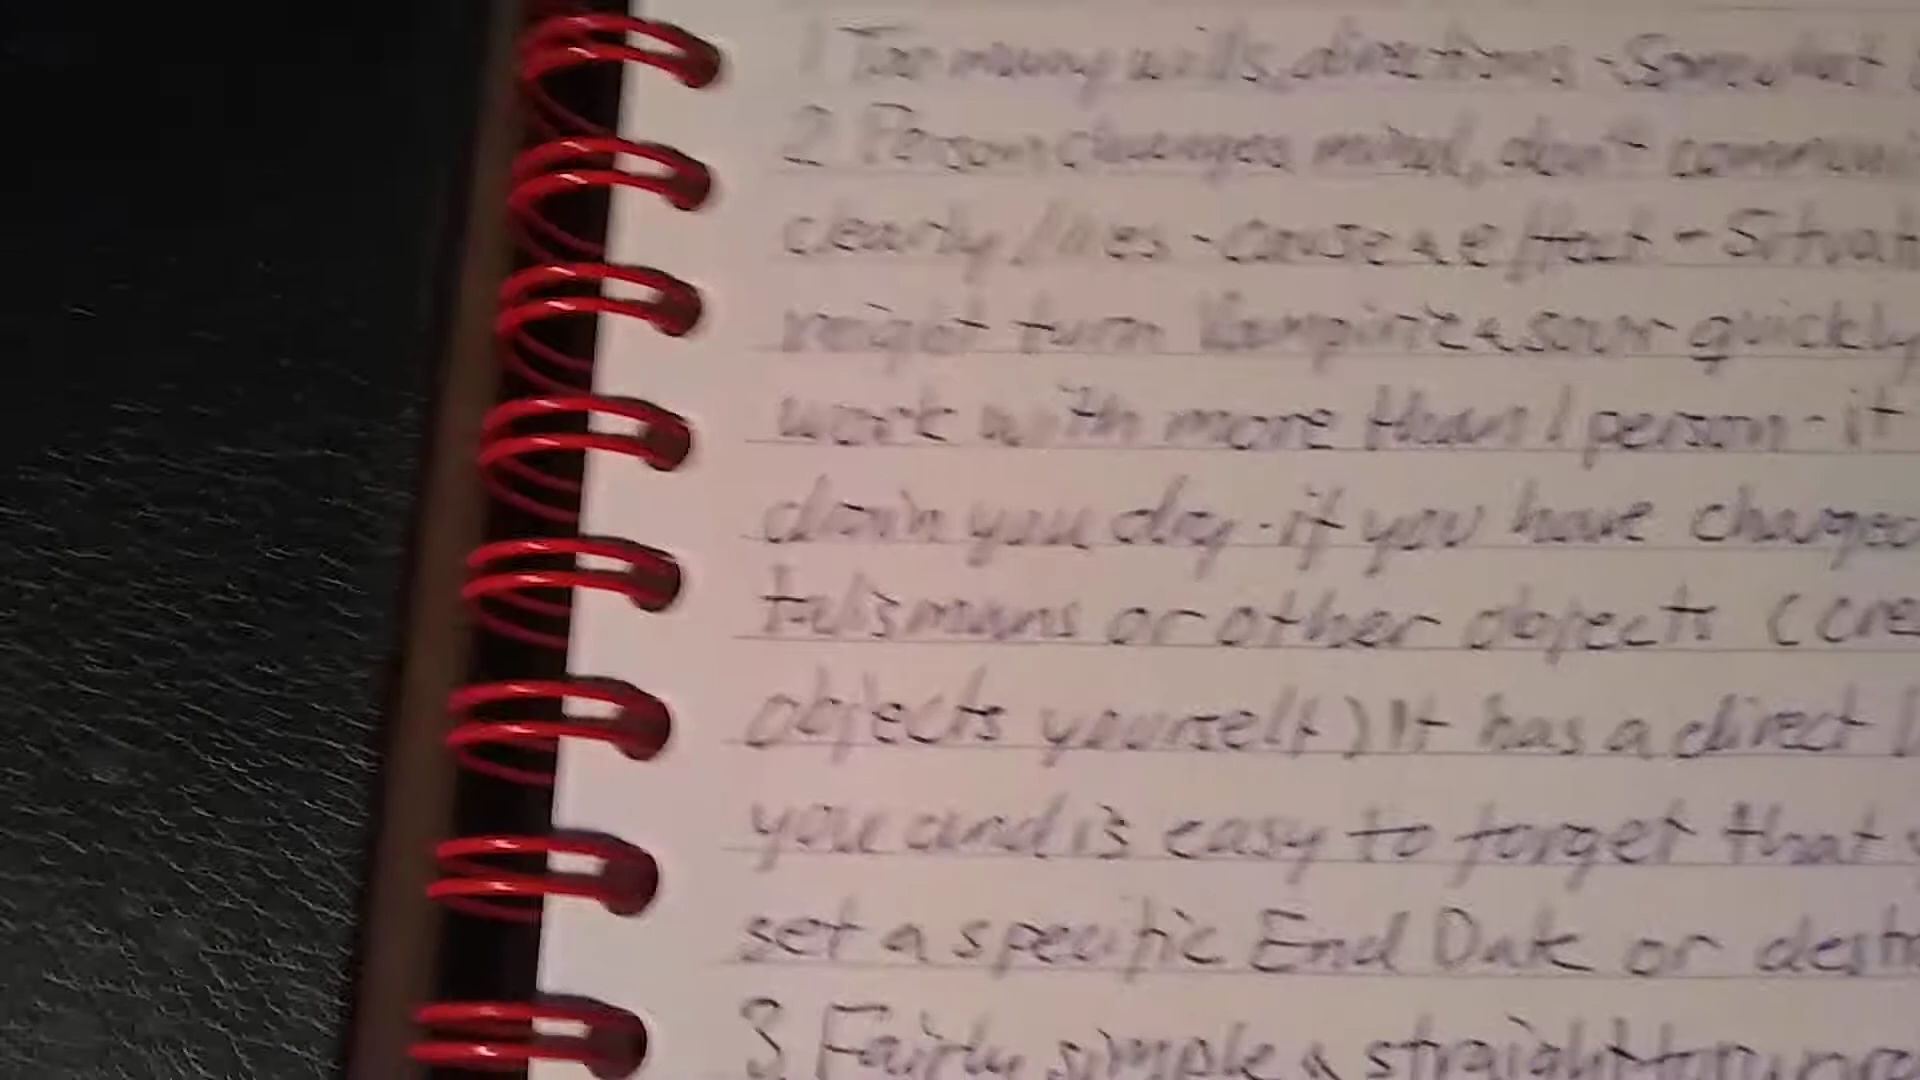 1 Too many wills, directions - Somewhat
2 Person changes mind, don't communi
clearly / lies - cause & effect - Situat
might turn Vampiric & sour quickly
work with more than 1 person - it
drain you dry - if you have charged
talismans or other objects (cre
objects yourself) It has a direct l
you and is easy to forget that y
set a specific End Date or destr
3 Fairly simple & straightforward